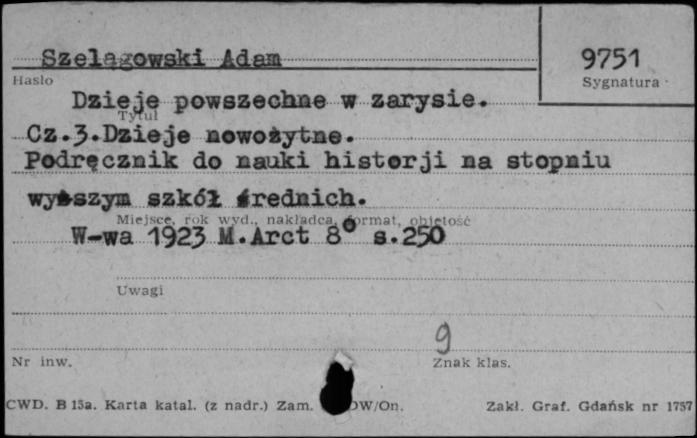 Szelągowski Adam
9751
Hasło
Sygnatura
Dzieje powszechne w zarysie.
Tytuł
Cz.3.Dzieje nowożytne.
Podręcznik do nauki historji na stopniu
wyższym szkół średnich.
Miejsce, rok wyd., nakładca, format, objętość
W-wa 1923 M.Arct 8° s.250
Uwagi
9
Nr inw.
Znak klas.
CWD. B 15a. Karta katal. (z nadr.) Zam. OW/On.
Zakł. Graf. Gdańsk nr 1757